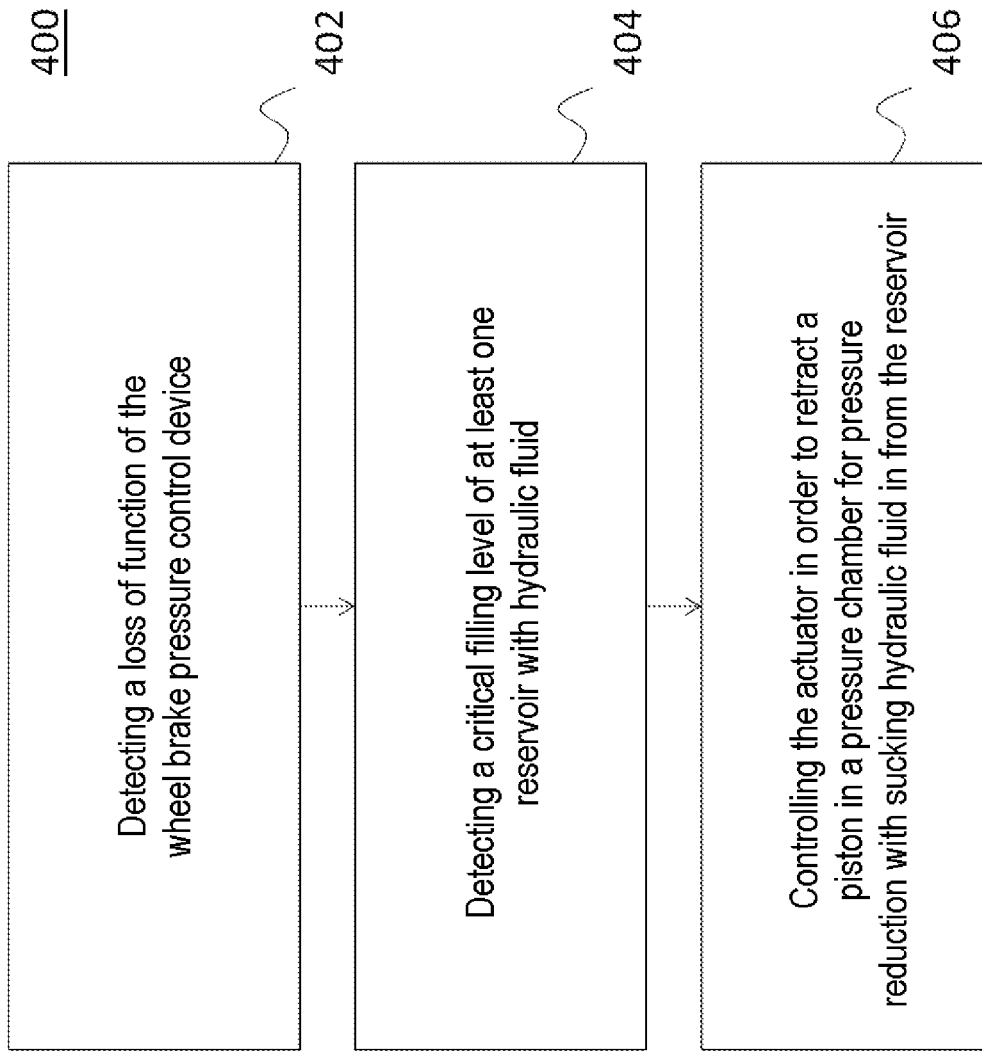 400
Detecting a loss of function of the
wheel brake pressure control device
402
Detecting a critical filling level of at least one
reservoir with hydraulic fluid
404
Controlling the actuator in order to retract a
piston in a pressure chamber for pressure
reduction with sucking hydraulic fluid in from the reservoir
406